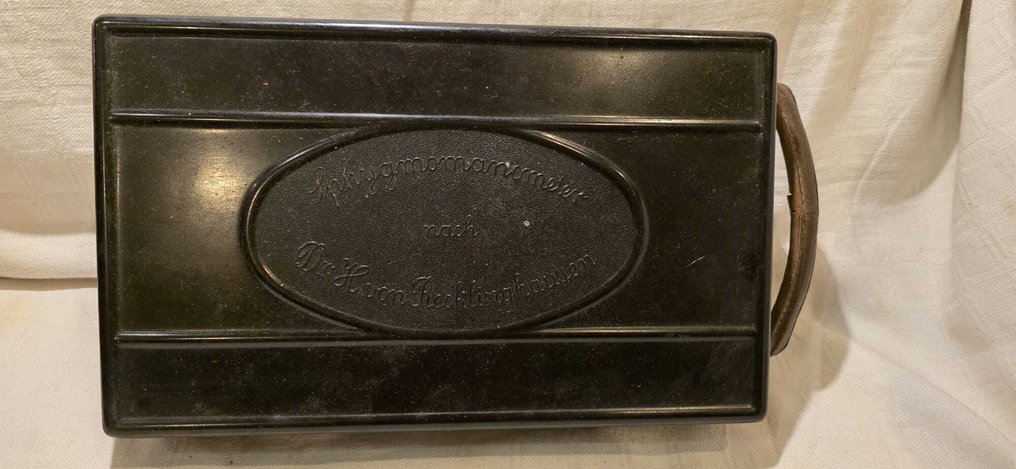 Sphygmomanometer
nach
Dr. H. von Recklinghausen